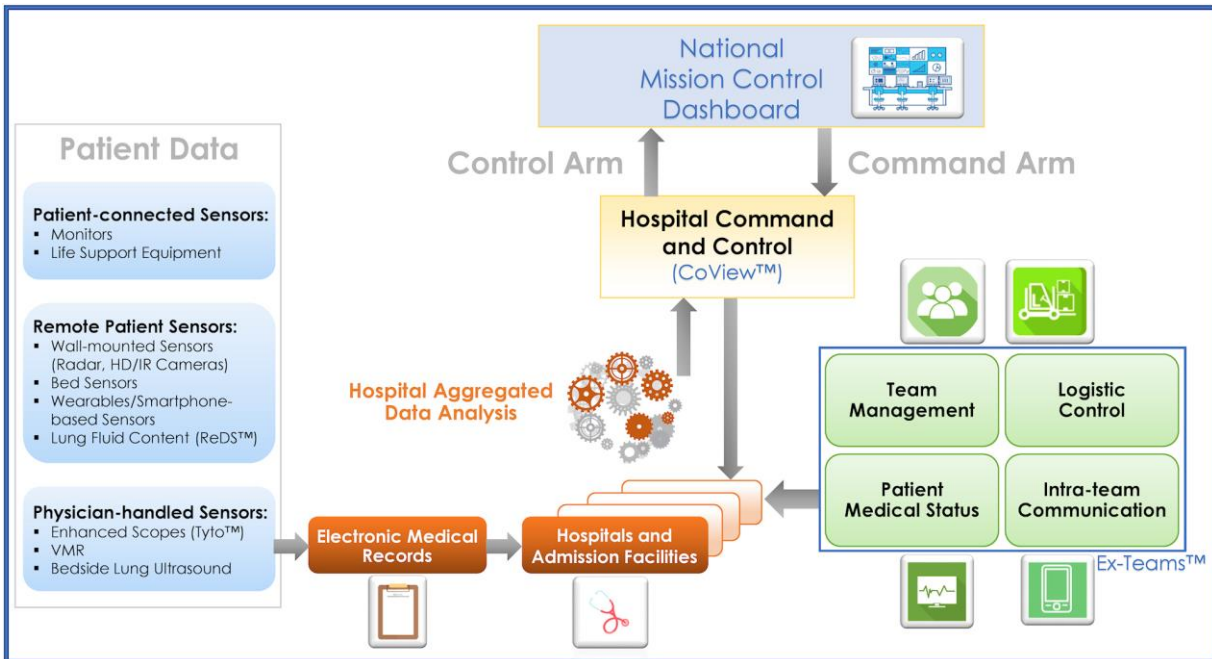 National
Mission Control
Dashboard
Patient Data
Control Arm
Command Arm
Patient-connected Sensors:
▪ Monitors
▪ Life Support Equipment
Hospital Command
and Control
(CoView™)
Remote Patient Sensors:
▪ Wall-mounted Sensors
(Radar, HD/IR Cameras)
▪ Bed Sensors
▪ Wearables/Smartphone-
based Sensors
▪ Lung Fluid Content (ReDS™)
Hospital Aggregated
Data Analysis
Team
Management
Logistic
Control
Patient
Medical Status
Intra-team
Communication
Ex-Teams™
Physician-handled Sensors:
▪ Enhanced Scopes (Tyto™)
▪ VMR
▪ Bedside Lung Ultrasound
Electronic Medical
Records
Hospitals and
Admission Facilities